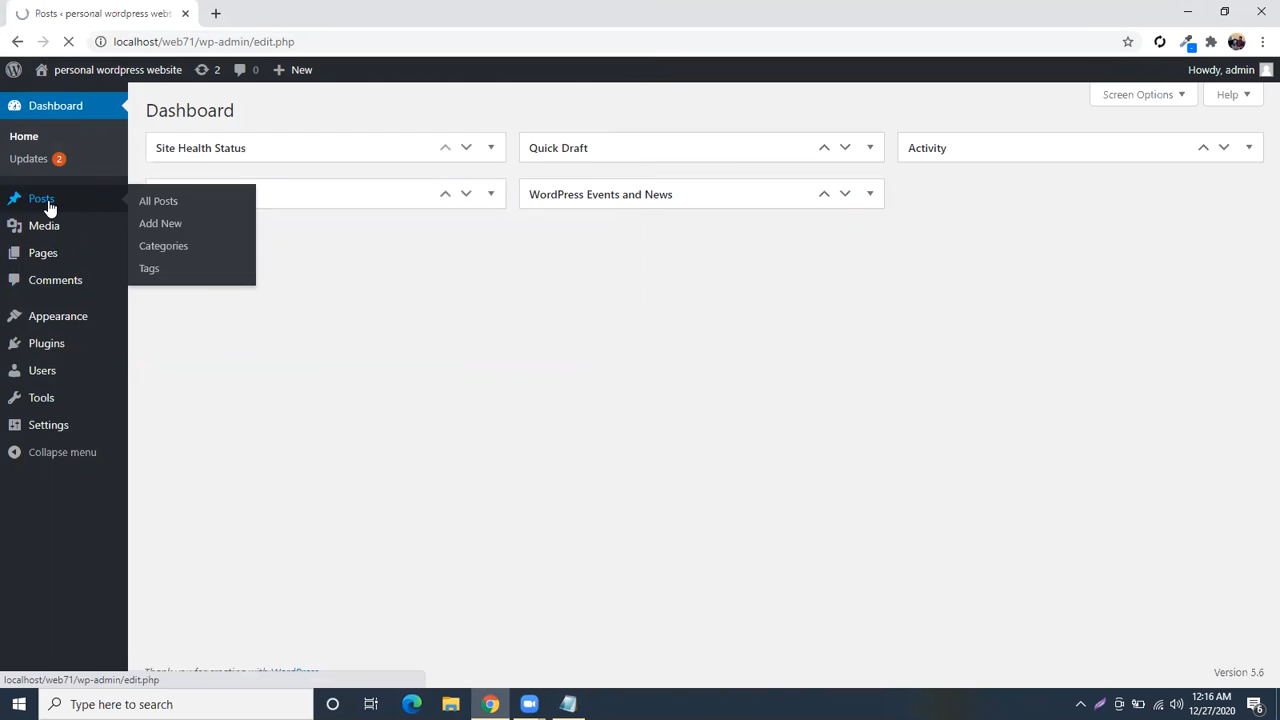 Posts ‹ personal wordpress webs
localhost/web71/wp-admin/edit.php
personal wordpress website 2 0 New Howdy, admin
Dashboard
Home
Updates 2
Posts
Media
Pages
Comments
Appearance
Plugins
Users
Tools
Settings
Collapse menu
All Posts
Add New
Categories
Tags
Screen Options Help
Dashboard
Site Health Status
Quick Draft
Activity
WordPress Events and News
Version 5.6
localhost/web71/wp-admin/edit.php
Type here to search
12:16 AM
12/27/2020
6